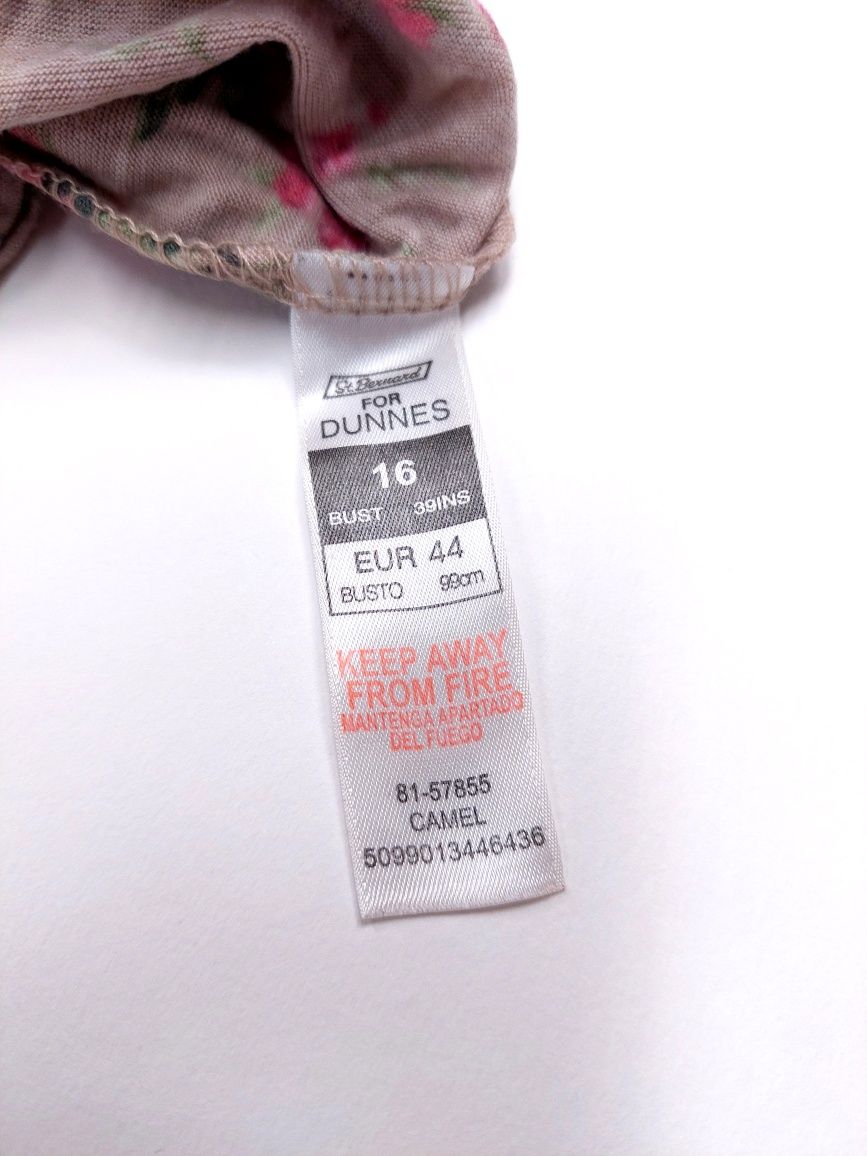 St. Bernard
FOR
DUNNES
16
BUST 39INS
EUR 44
BUSTO 99cm
KEEP AWAY
FROM FIRE
MANTENGA APARTADO
DEL FUEGO
81-57855
CAMEL
5099013446436